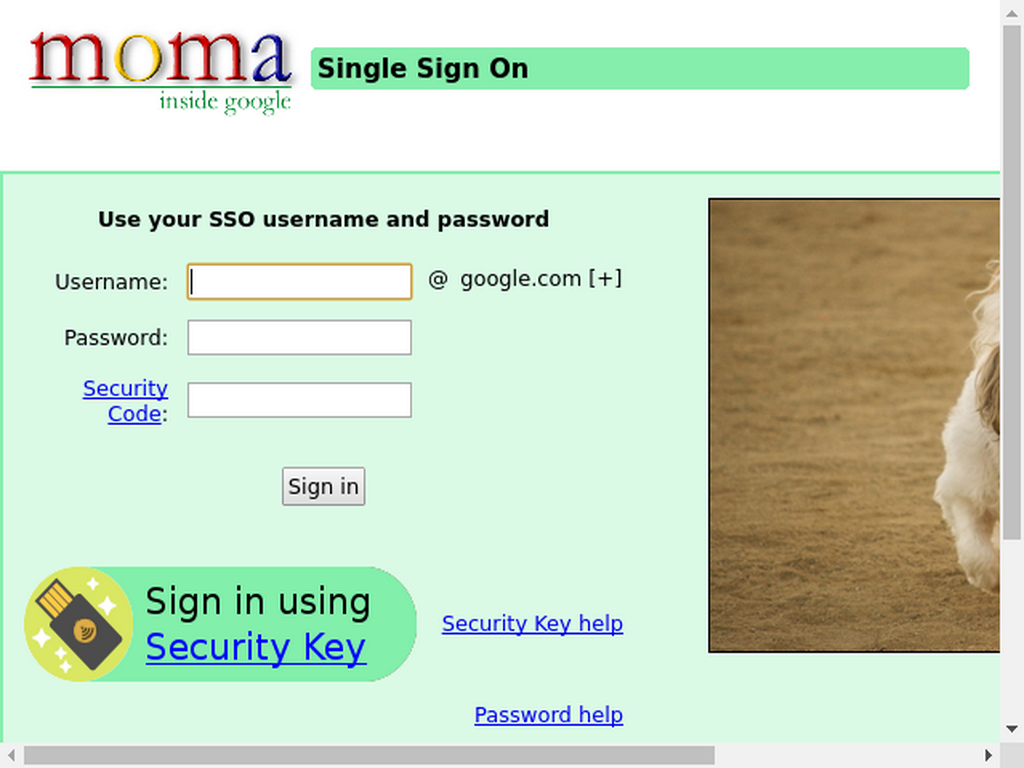 moma
inside google
Single Sign On
Use your SSO username and password
Username:
@ google.com [+]
Password:
Security
Code:
Sign in
Sign in using
Security Key
Security Key help
Password help